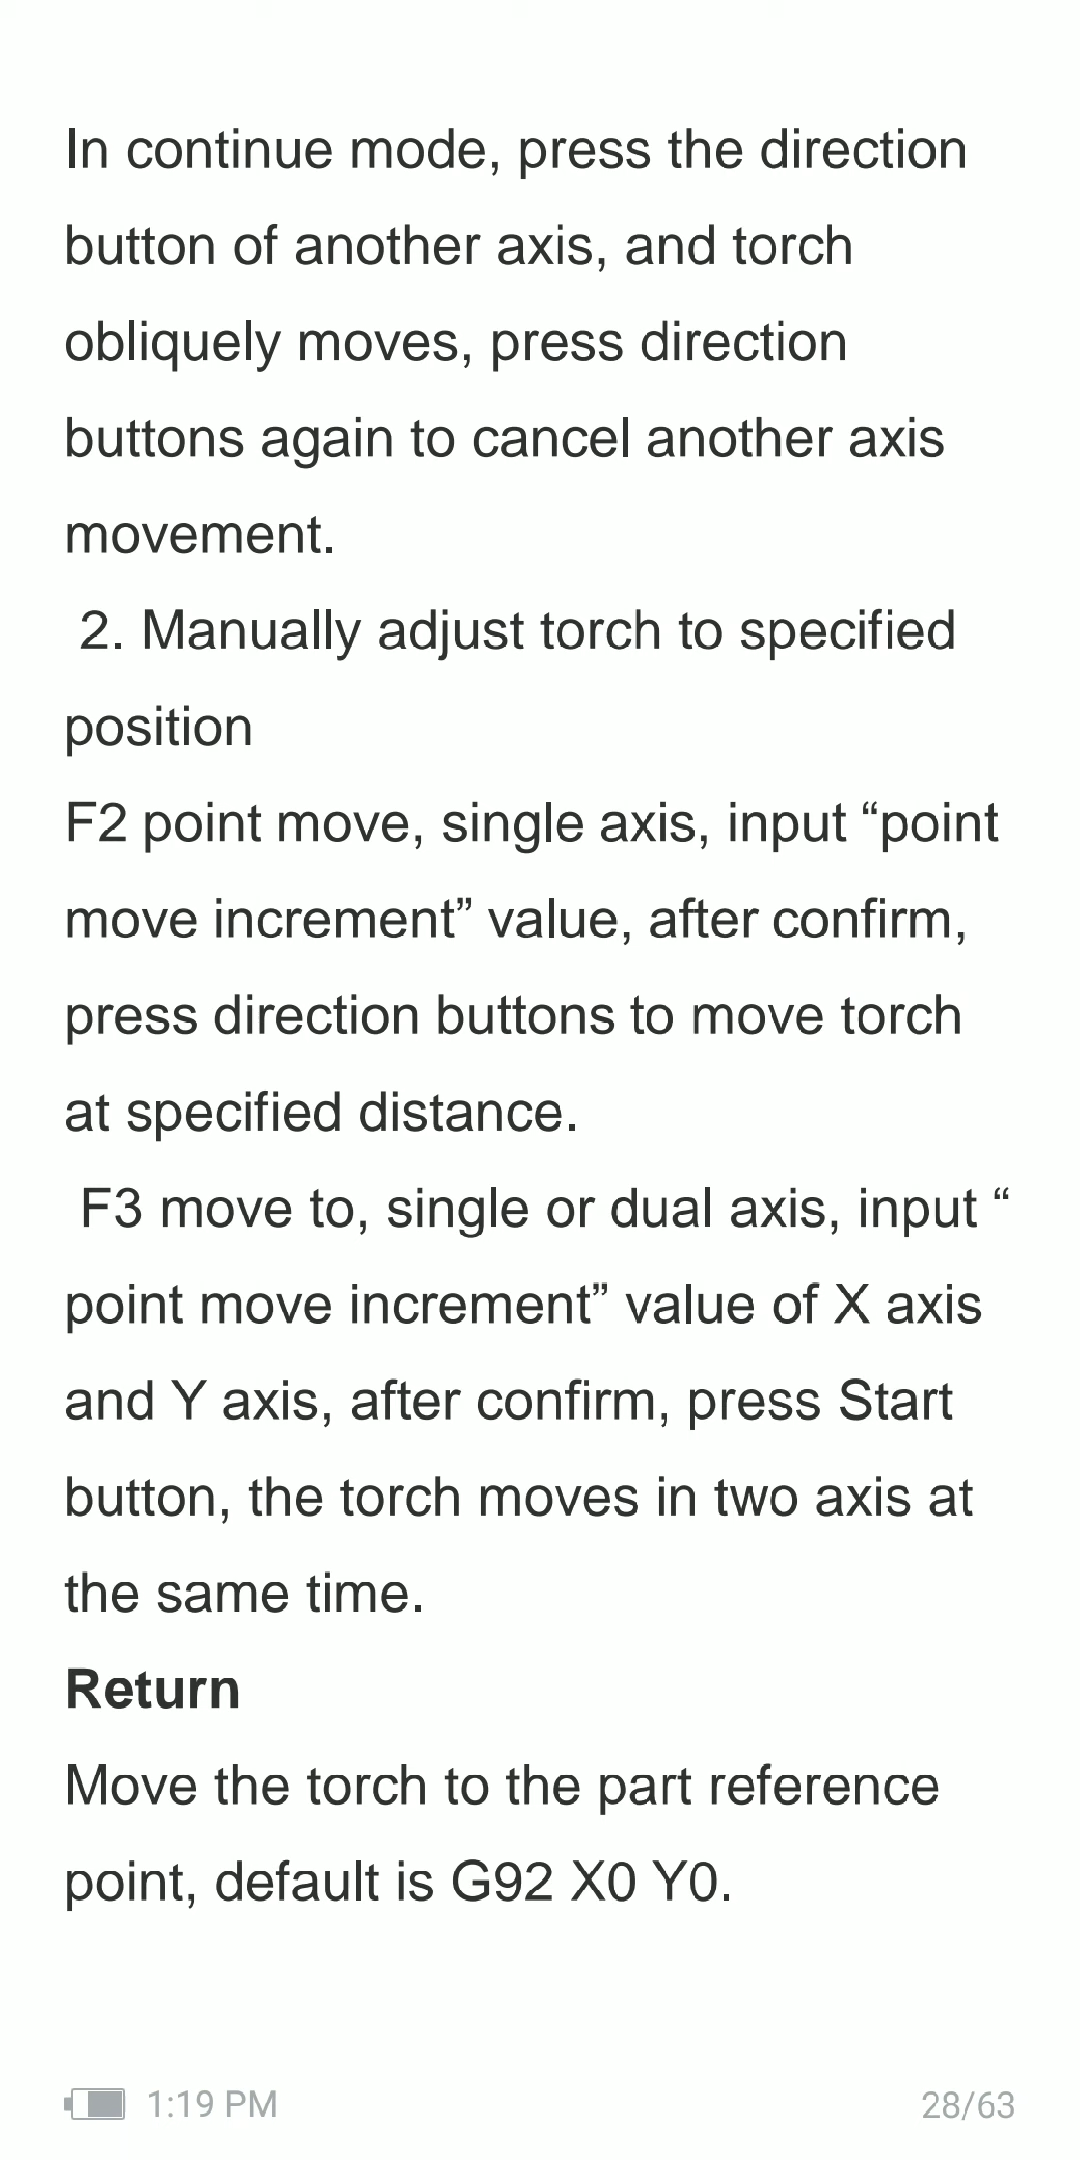 In continue mode, press the direction
button of another axis, and torch
obliquely moves, press direction
buttons again to cancel another axis
movement.
2. Manually adjust torch to specified
position
F2 point move, single axis, input “point
move increment” value, after confirm,
press direction buttons to move torch
at specified distance.
F3 move to, single or dual axis, input “
point move increment” value of X axis
and Y axis, after confirm, press Start
button, the torch moves in two axis at
the same time.
Return
Move the torch to the part reference
point, default is G92 X0 Y0.
1:19 PM 28/63